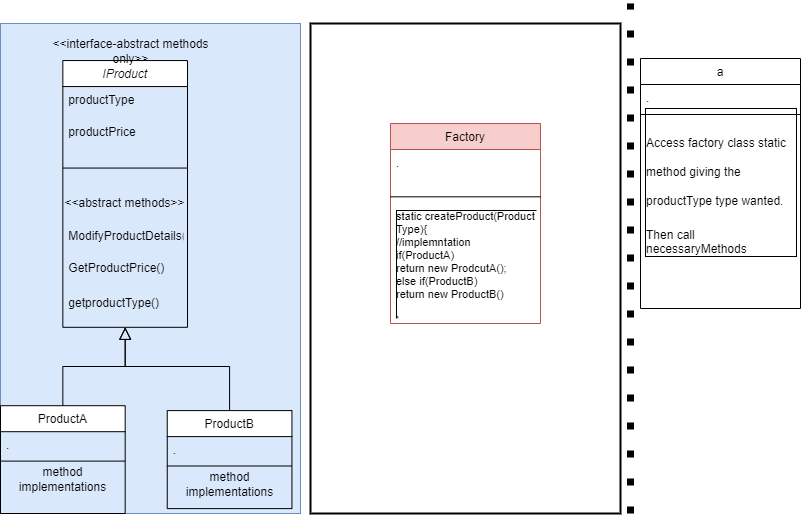 <<interface-abstract methods
only>>
IProduct
productType
productPrice
<<abstract methods>>
ModifyProductDetails(
GetProductPrice()
getproductType()
ProductA
.
method
implementations
ProductB
.
method
implementations
Factory
.
static createProduct(Product
Type){
//implemntation
if(ProductA)
return new ProdcutA();
else if(ProductB)
return new ProductB()
a
.
Access factory class static
method giving the
productType type wanted.
Then call
necessaryMethods